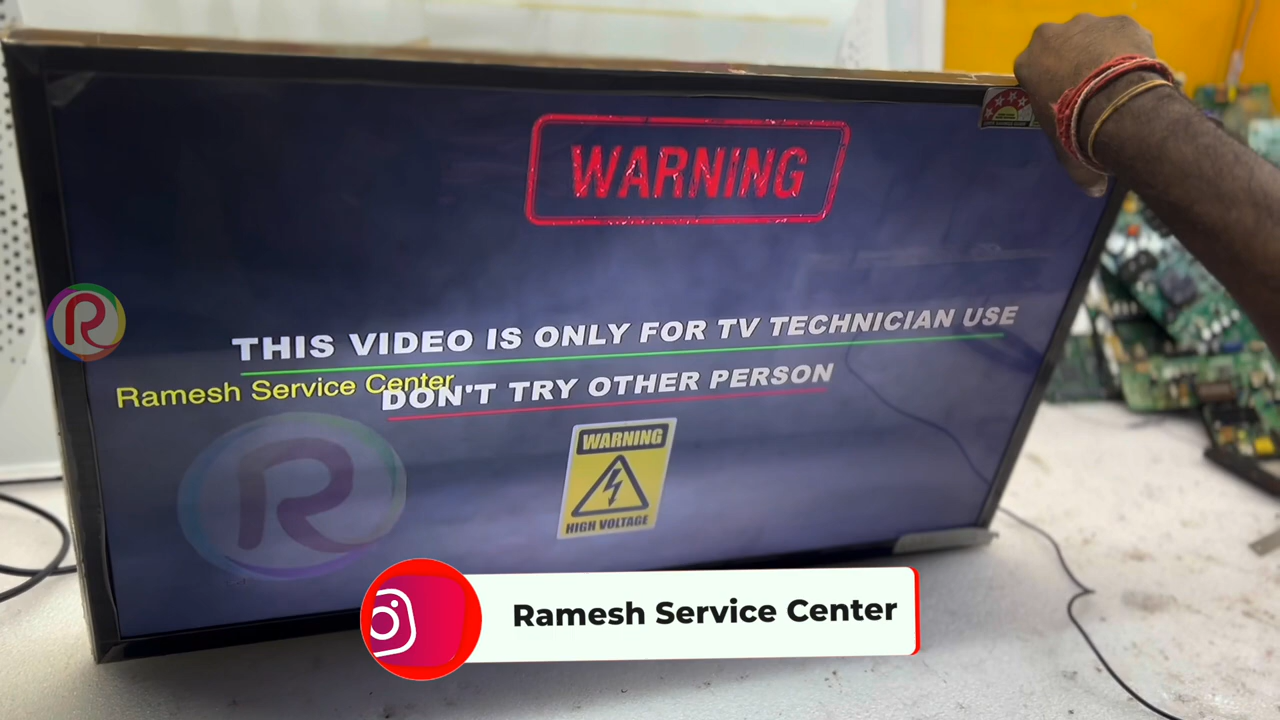 WARNING
THIS VIDEO IS ONLY FOR TV TECHNICIAN USE
Ramesh Service Center
DON'T TRY OTHER PERSON
R
R
WARNING
HIGH VOLTAGE
Ramesh Service Center